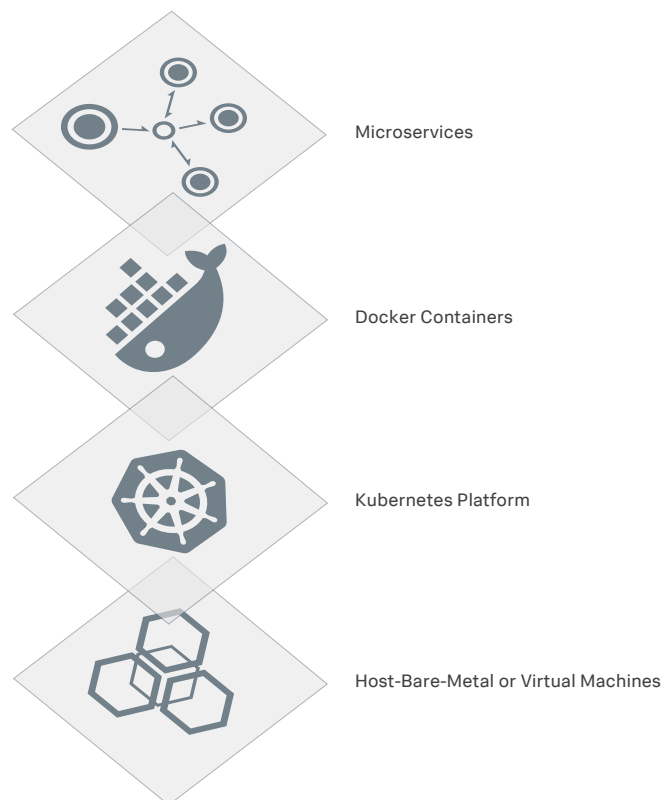 Microservices
Docker Containers
Kubernetes Platform
Host-Bare-Metal or Virtual Machines